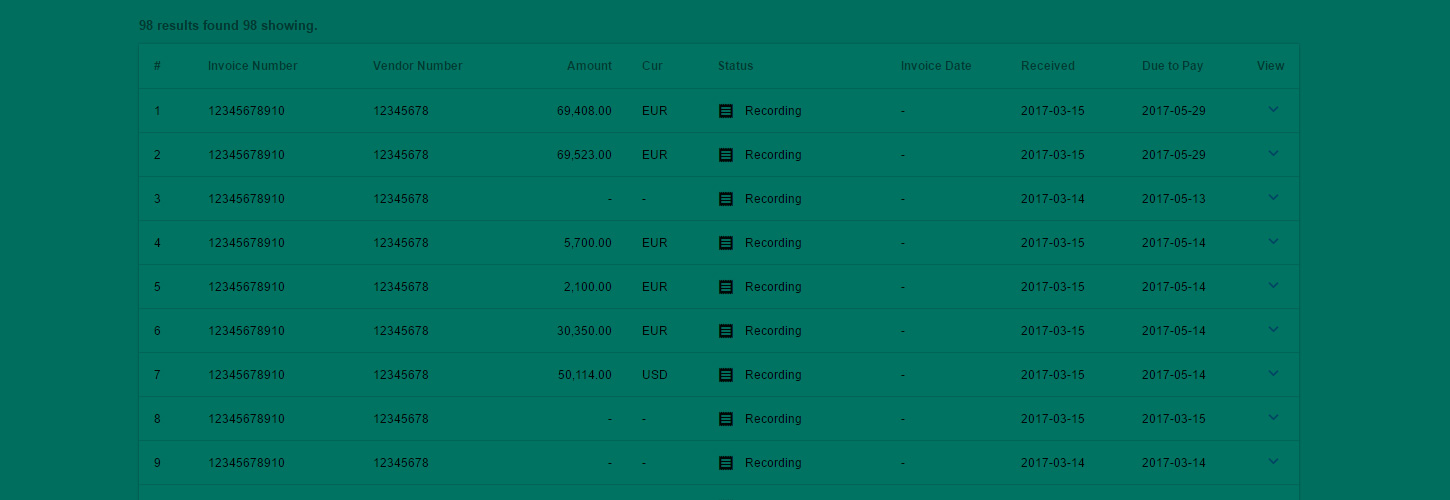 98 results found 98 showing.
# Invoice Number Vendor Number Amount Cur Status Invoice Date Received Due to Pay View
1 12345678910 12345678 69,408.00 EUR Recording - 2017-03-15 2017-05-29
2 12345678910 12345678 69,523.00 EUR Recording - 2017-03-15 2017-05-29
3 12345678910 12345678 - - Recording - 2017-03-14 2017-05-13
4 12345678910 12345678 5,700.00 EUR Recording - 2017-03-15 2017-05-14
5 12345678910 12345678 2,100.00 EUR Recording - 2017-03-15 2017-05-14
6 12345678910 12345678 30,350.00 EUR Recording - 2017-03-15 2017-05-14
7 12345678910 12345678 50,114.00 USD Recording - 2017-03-15 2017-05-14
8 12345678910 12345678 - - Recording - 2017-03-15 2017-03-15
9 12345678910 12345678 - - Recording - 2017-03-14 2017-03-14